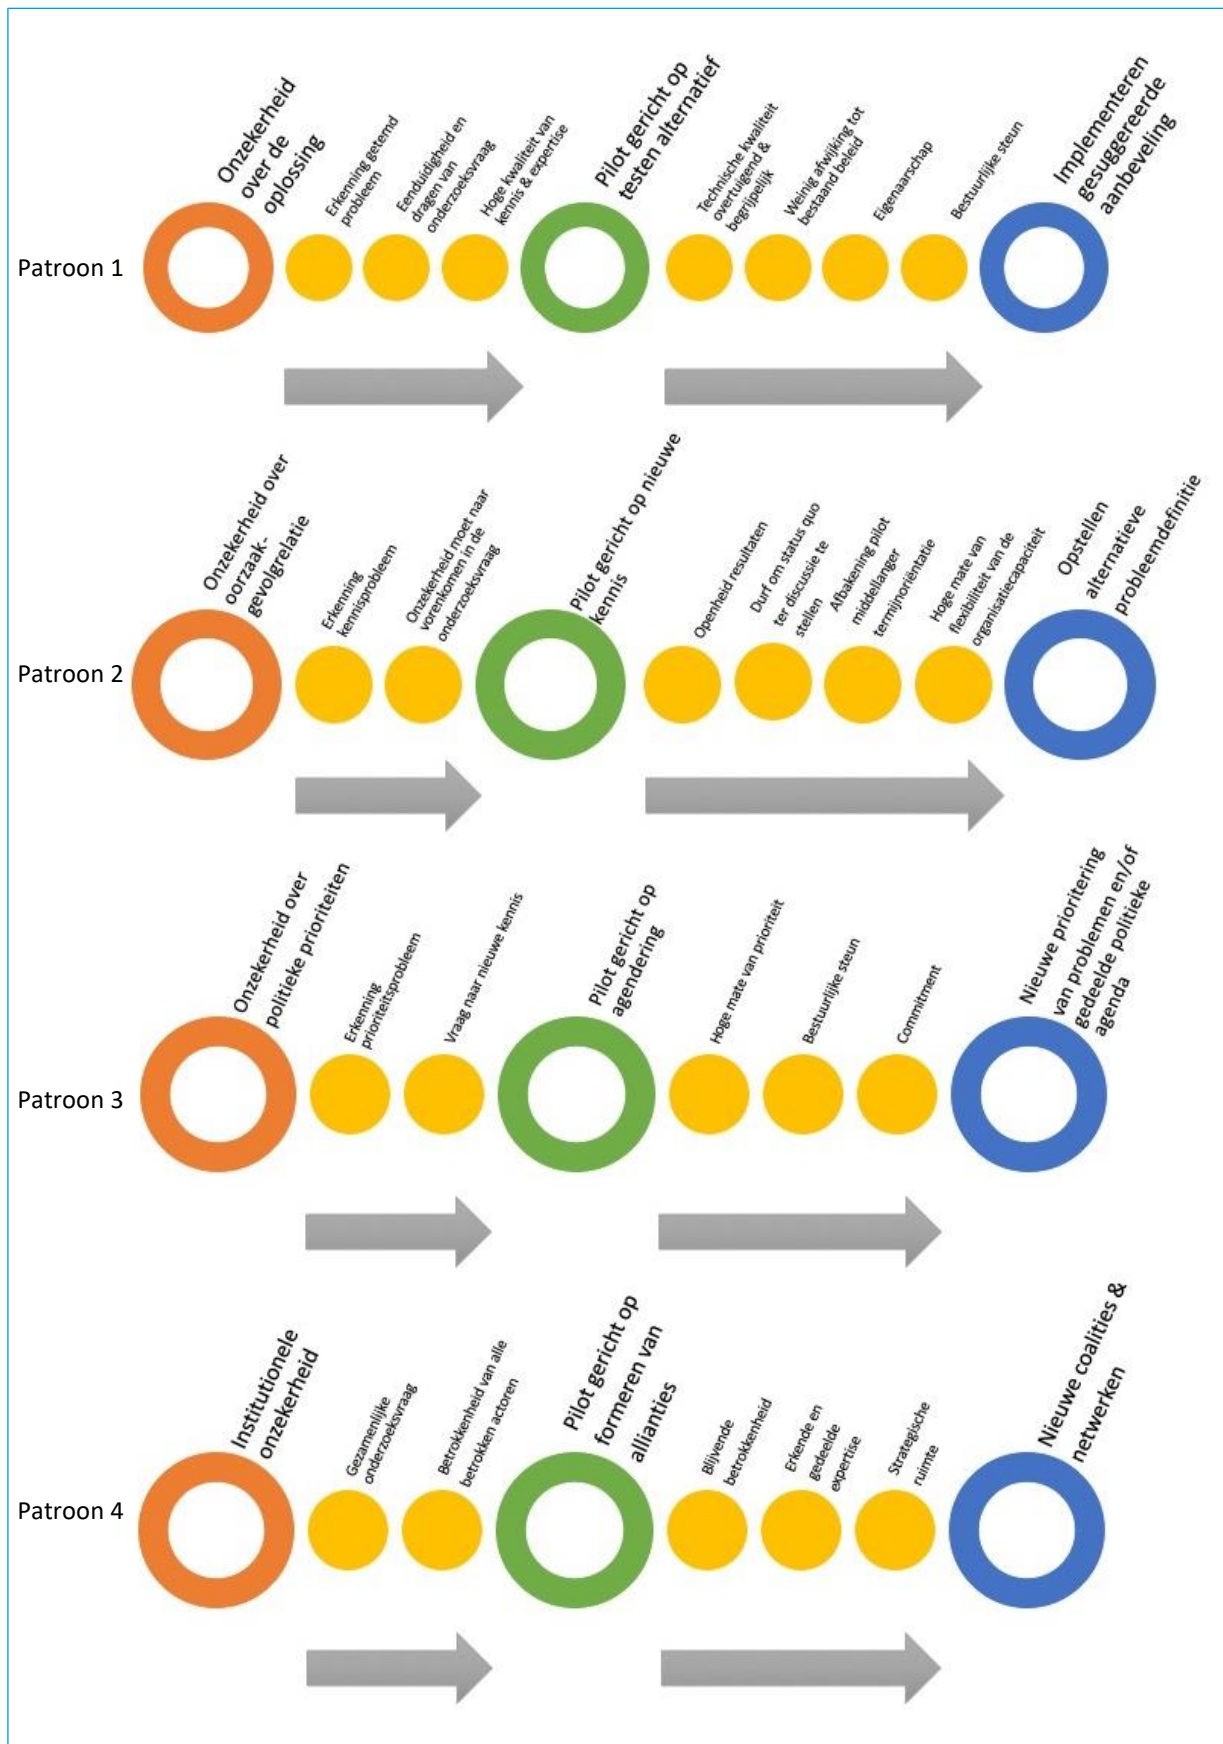 Patroon 1
Onzekerheid
over de
oplossing
Erkenning getemd
probleem
Eenduidigheid en
dragen van
onderzoeksvraag
Hoge kwaliteit van
kennis & expertise
Pilot gericht op
testen alternatief
Technische kwaliteit
overtuigend &
begrijpelijk
Weinig afwijking tot
bestaand beleid
Eigenaarschap
Bestuurlijke steun
Implementeren
gesuggereerde
aanbeveling
Patroon 2
Onzekerheid over
oorzaak-
gevolgrelatie
Erkenning
kennisprobleem
Onzekerheid moet naar
vorenkomen in de
onderzoeksvraag
Pilot gericht op nieuwe
kennis
Openheid resultaten
Durf om status quo
ter discussie te
stellen
Afbakening pilot
middellanger
termijnoriëntatie
Hoge mate van
flexibiliteit van de
organisatiecapaciteit
Opstellen
alternatieve
probleemdefinitie
Patroon 3
Onzekerheid over
politieke prioriteiten
Erkenning
prioriteitsprobleem
Vraag naar nieuwe kennis
Pilot gericht op
agendering
Hoge mate van prioriteit
Bestuurlijke steun
Commitment
Nieuwe prioritering
van problemen en/of
gedeelde politieke
agenda
Patroon 4
Institutionele
onzekerheid
Gezamenlijke
onderzoeksvraag
Betrokkenheid van alle
betrokken actoren
Pilot gericht op
formeren van
allianties
Blijvende
betrokkenheid
Erkende en
gedeelde
expertise
Strategische
ruimte
Nieuwe coalities &
netwerken